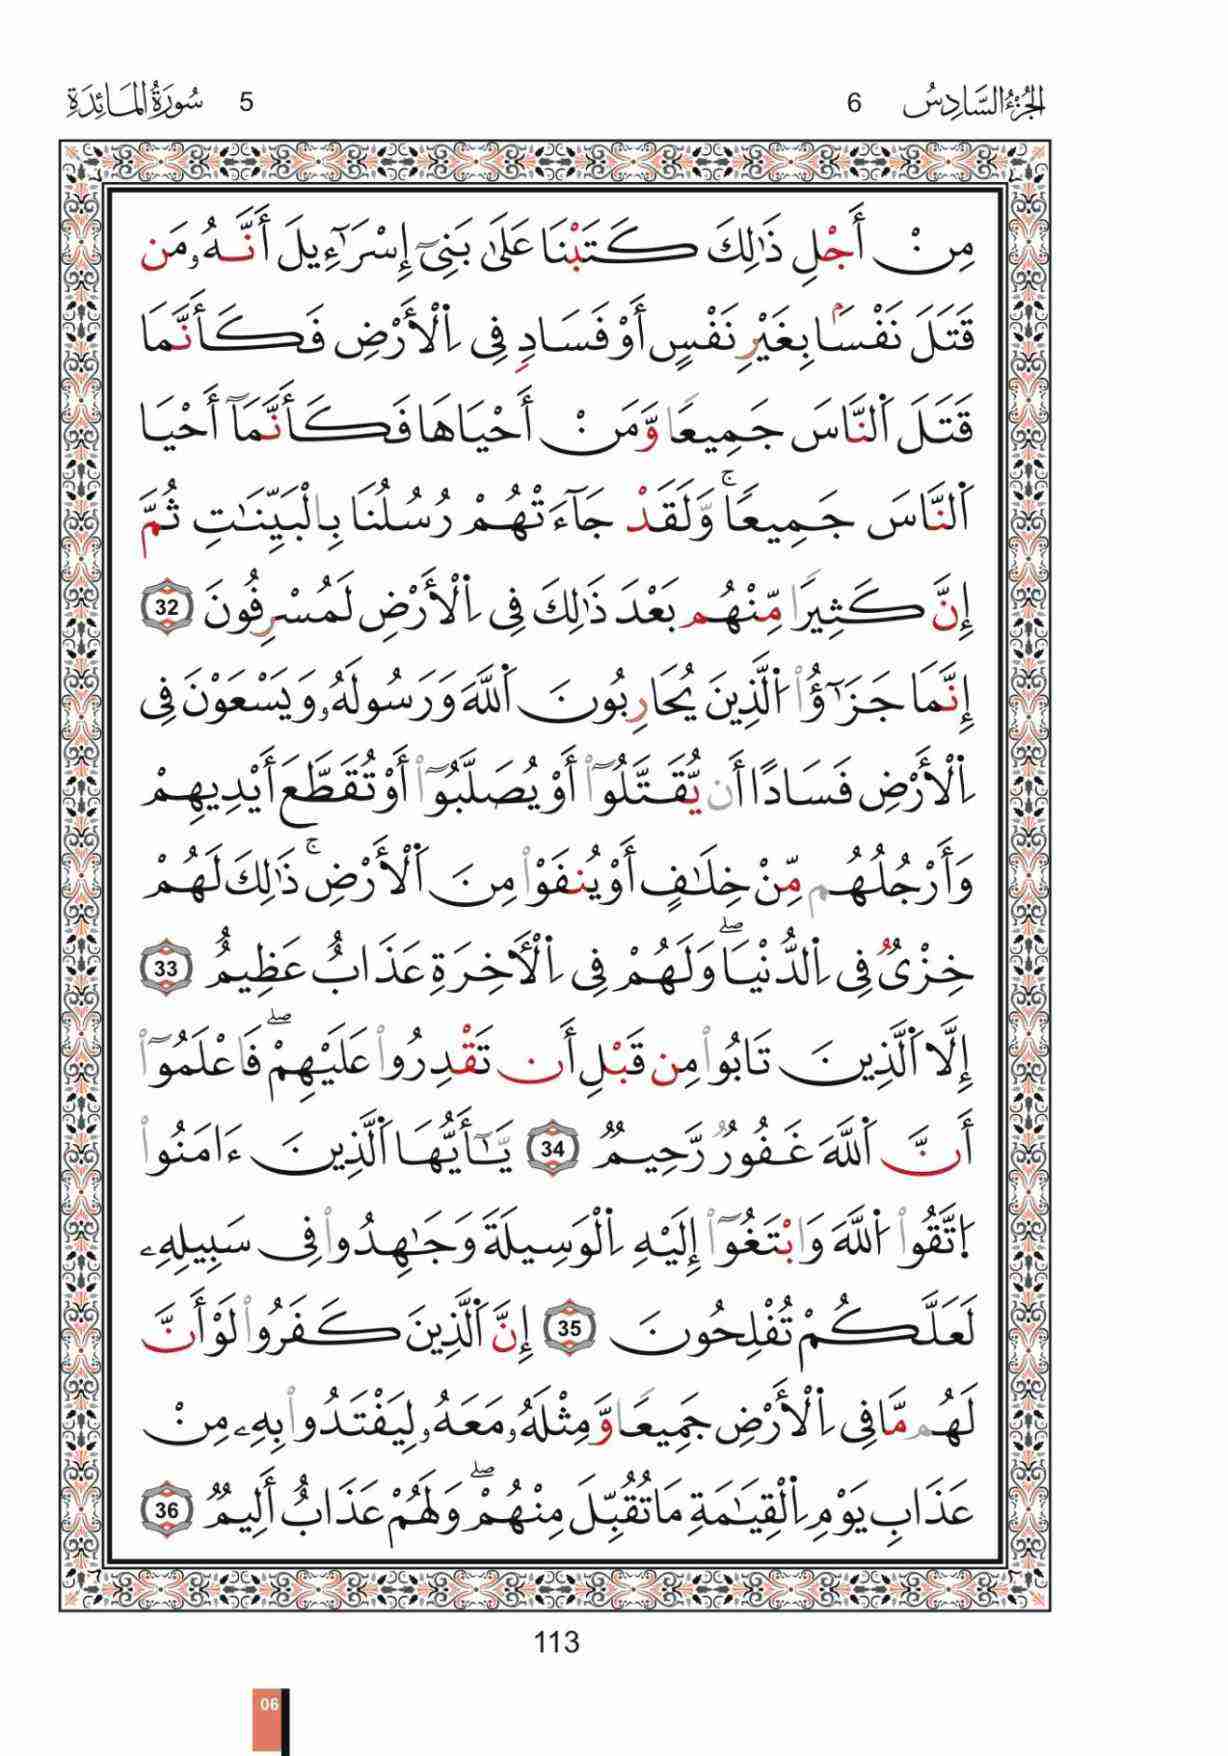 الجُزْءُ السَّادِسُ 6 5 سُورَةُ المَائِدَةِ
مِنْ أَجْلِ ذَٰلِكَ كَتَبْنَا عَلَىٰ بَنِىٓ إِسْرَٰٓءِيلَ أَنَّهُۥ مَن
قَتَلَ نَفْسَۢا بِغَيْرِ نَفْسٍ أَوْ فَسَادٍ فِى ٱلْأَرْضِ فَكَأَنَّمَا
قَتَلَ ٱلنَّاسَ جَمِيعًا وَّمَنْ أَحْيَاهَا فَكَأَنَّمَآ أَحْيَا
ٱلنَّاسَ جَمِيعًاۚ وَّلَقَدْ جَآءَتْهُمْ رُسُلُنَا بِٱلْبَيِّنَٰتِ ثُمَّ
إِنَّ كَثِيرًا مِّنْهُم بَعْدَ ذَٰلِكَ فِى ٱلْأَرْضِ لَمُسْرِفُونَ 32
إِنَّمَا جَزَٰٓؤُا۟ ٱلَّذِينَ يُحَارِبُونَ ٱللَّهَ وَرَسُولَهُۥ وَيَسْعَوْنَ فِى
ٱلْأَرْضِ فَسَادًا أَن يُّقَتَّلُوٓا۟ أَوْ يُصَلَّبُوٓا۟ أَوْ تُقَطَّعَ أَيْدِيهِمْ
وَأَرْجُلُهُم مِّنْ خِلَٰفٍ أَوْ يُنفَوْا۟ مِنَ ٱلْأَرْضِۚ ذَٰلِكَ لَهُمْ
خِزْىٌ فِى ٱلدُّنْيَاۖ وَلَهُمْ فِى ٱلْأَخِرَةِ عَذَابٌ عَظِيمٌ 33
إِلَّا ٱلَّذِينَ تَابُوا۟ مِن قَبْلِ أَن تَقْدِرُوا۟ عَلَيْهِمْۖ فَاعْلَمُوٓا۟
أَنَّ ٱللَّهَ غَفُورٌ رَّحِيمٌ 34 يَّٰٓأَيُّهَا ٱلَّذِينَ ءَامَنُوا۟
ٱتَّقُوا۟ ٱللَّهَ وَابْتَغُوٓا۟ إِلَيْهِ ٱلْوَسِيلَةَ وَجَٰهِدُوا۟ فِى سَبِيلِهِۦ
لَعَلَّكُمْ تُفْلِحُونَ 35 إِنَّ ٱلَّذِينَ كَفَرُوا۟ لَوْ أَنَّ
لَهُم مَّا فِى ٱلْأَرْضِ جَمِيعًا وَّمِثْلَهُۥ مَعَهُۥ لِيَفْتَدُوا۟ بِهِۦ مِنْ
عَذَابِ يَوْمِ ٱلْقِيَٰمَةِ مَا تُقُبِّلَ مِنْهُمْۖ وَلَهُمْ عَذَابٌ أَلِيمٌ 36
113
06